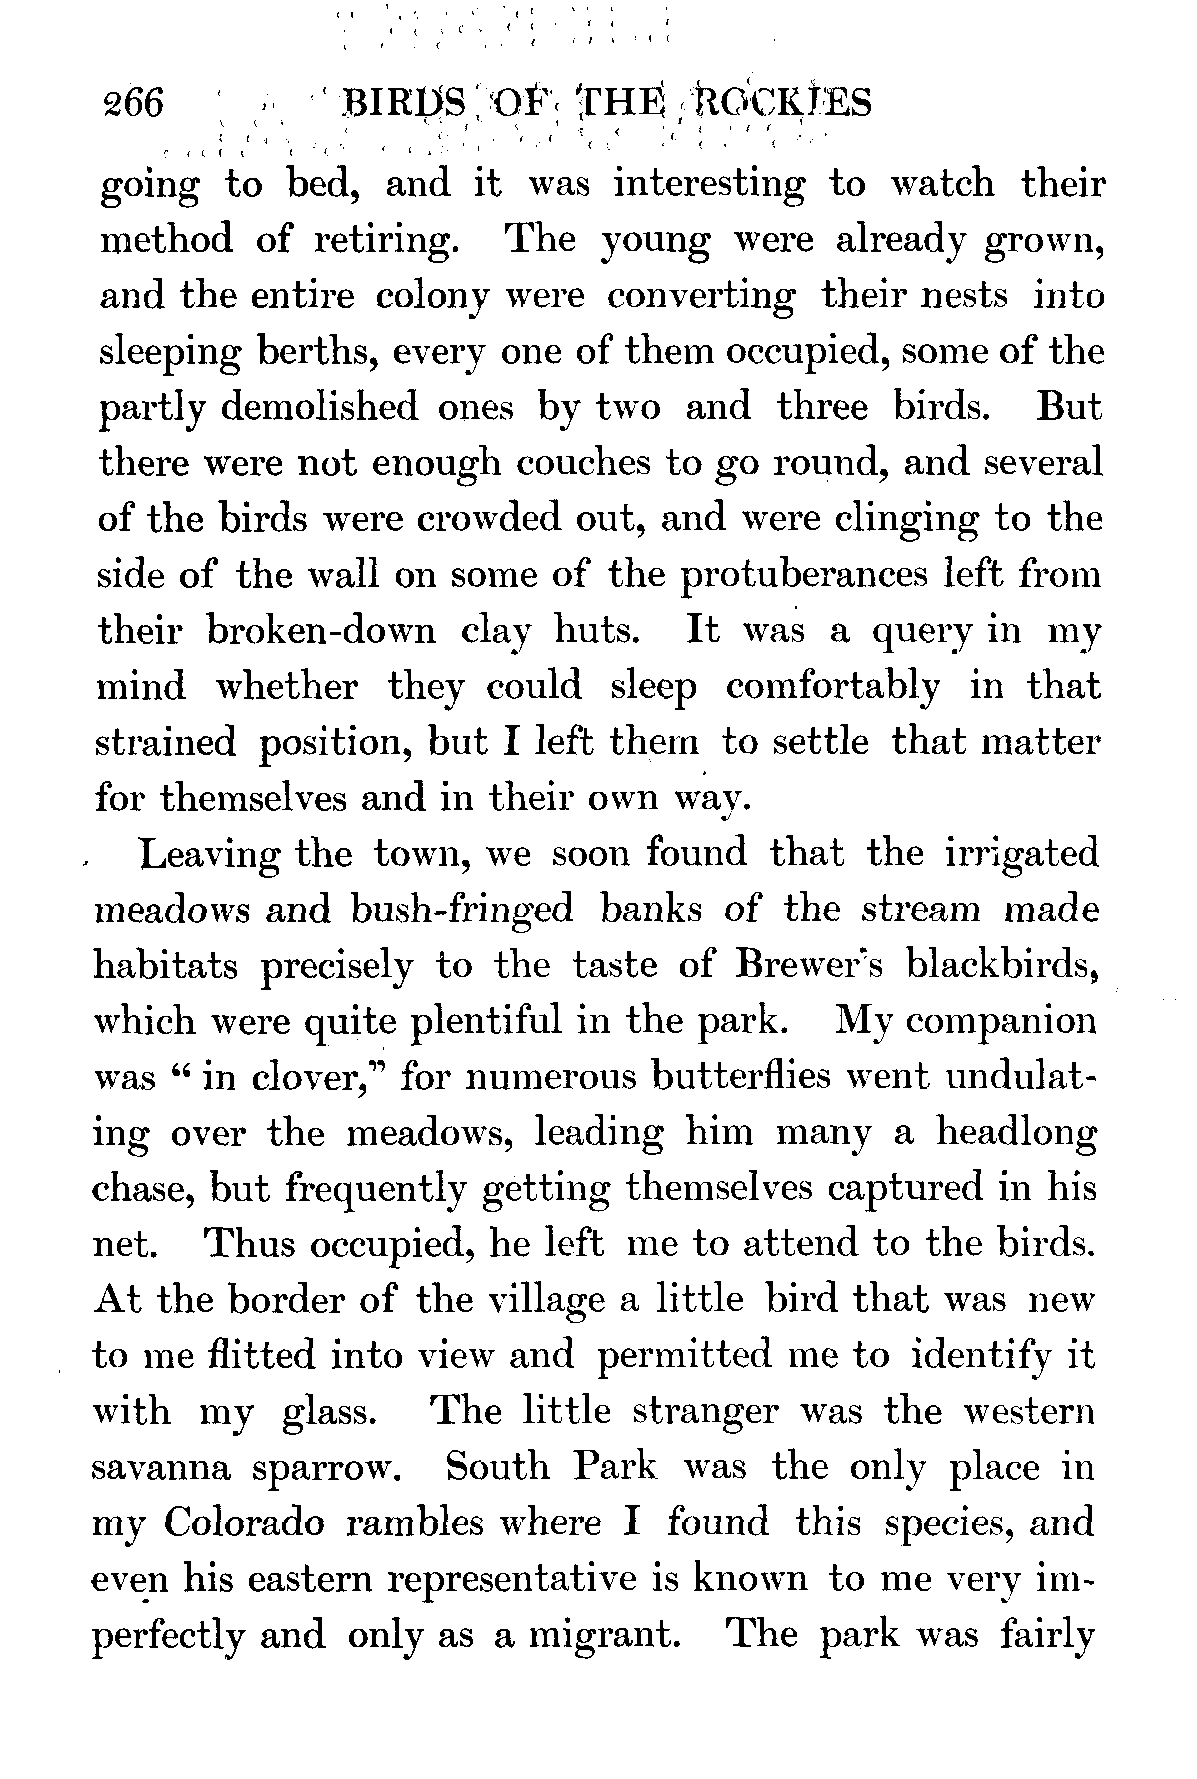 266 BIRDS OF THE ROCKIES
going to bed, and it was interesting to watch their
method of retiring. The young were already grown,
and the entire colony were converting their nests into
sleeping berths, every one of them occupied, some of the
partly demolished ones by two and three birds. But
there were not enough couches to go round, and several
of the birds were crowded out, and were clinging to the
side of the wall on some of the protuberances left from
their broken-down clay huts. It was a query in my
mind whether they could sleep comfortably in that
strained position, but I left them to settle that matter
for themselves and in their own way.
Leaving the town, we soon found that the irrigated
meadows and bush-fringed banks of the stream made
habitats precisely to the taste of Brewer's blackbirds,
which were quite plentiful in the park. My companion
was “ in clover,” for numerous butterflies went undulat-
ing over the meadows, leading him many a headlong
chase, but frequently getting themselves captured in his
net. Thus occupied, he left me to attend to the birds.
At the border of the village a little bird that was new
to me flitted into view and permitted me to identify it
with my glass. The little stranger was the western
savanna sparrow. South Park was the only place in
my Colorado rambles where I found this species, and
even his eastern representative is known to me very im-
perfectly and only as a migrant. The park was fairly